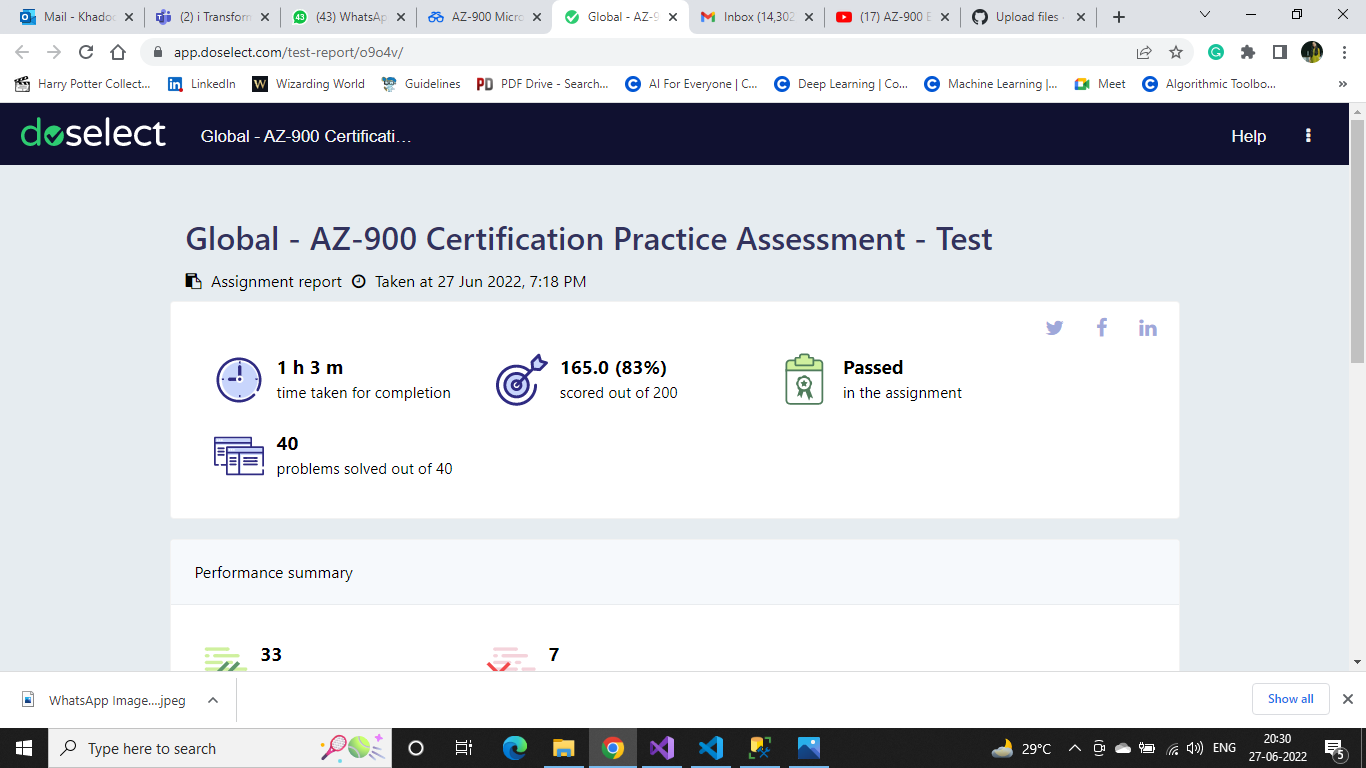 Mail - Khadoo
(2) i Transform
(43) WhatsAp
AZ-900 Micro
Global - AZ-9
Inbox (14,302
(17) AZ-900 E
Upload files ·
app.doselect.com/test-report/o9o4v/
Harry Potter Collect...
LinkedIn
Wizarding World
Guidelines
PDF Drive - Search...
AI For Everyone | C...
Deep Learning | Co...
Machine Learning |...
Meet
Algorithmic Toolbo...
doselect
Global - AZ-900 Certificati…
Help
Global - AZ-900 Certification Practice Assessment - Test
Assignment report Taken at 27 Jun 2022, 7:18 PM
1 h 3 m
time taken for completion
165.0 (83%)
scored out of 200
Passed
in the assignment
40
problems solved out of 40
Performance summary
33
7
WhatsApp Image....jpeg
Show all
Type here to search
29°C
ENG
20:30
27-06-2022
5